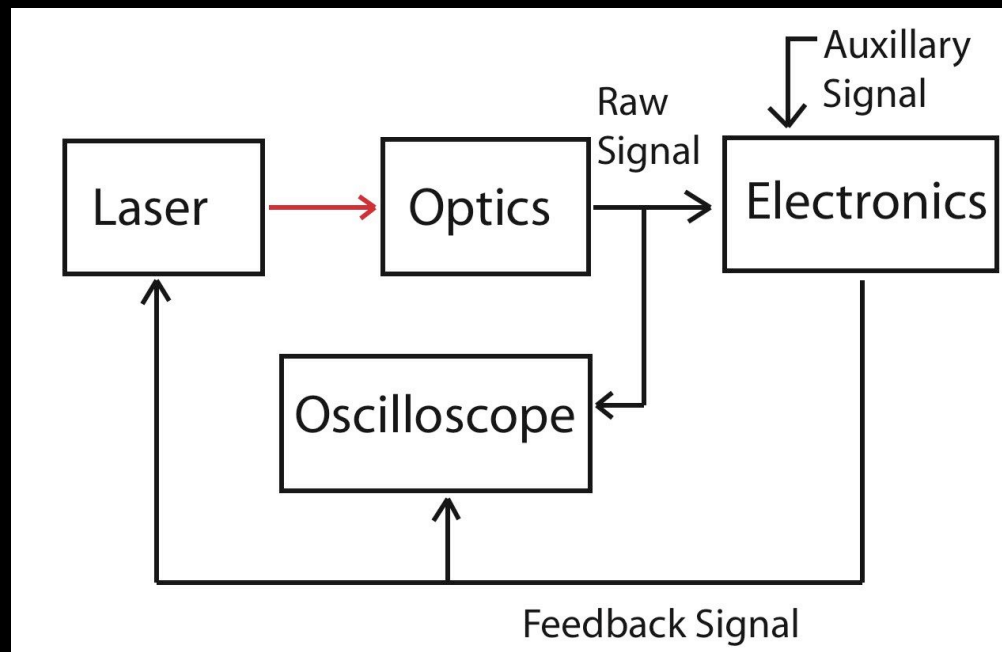 Auxillary
Signal
Raw
Signal
Laser
Optics
Electronics
Oscilloscope
Feedback Signal